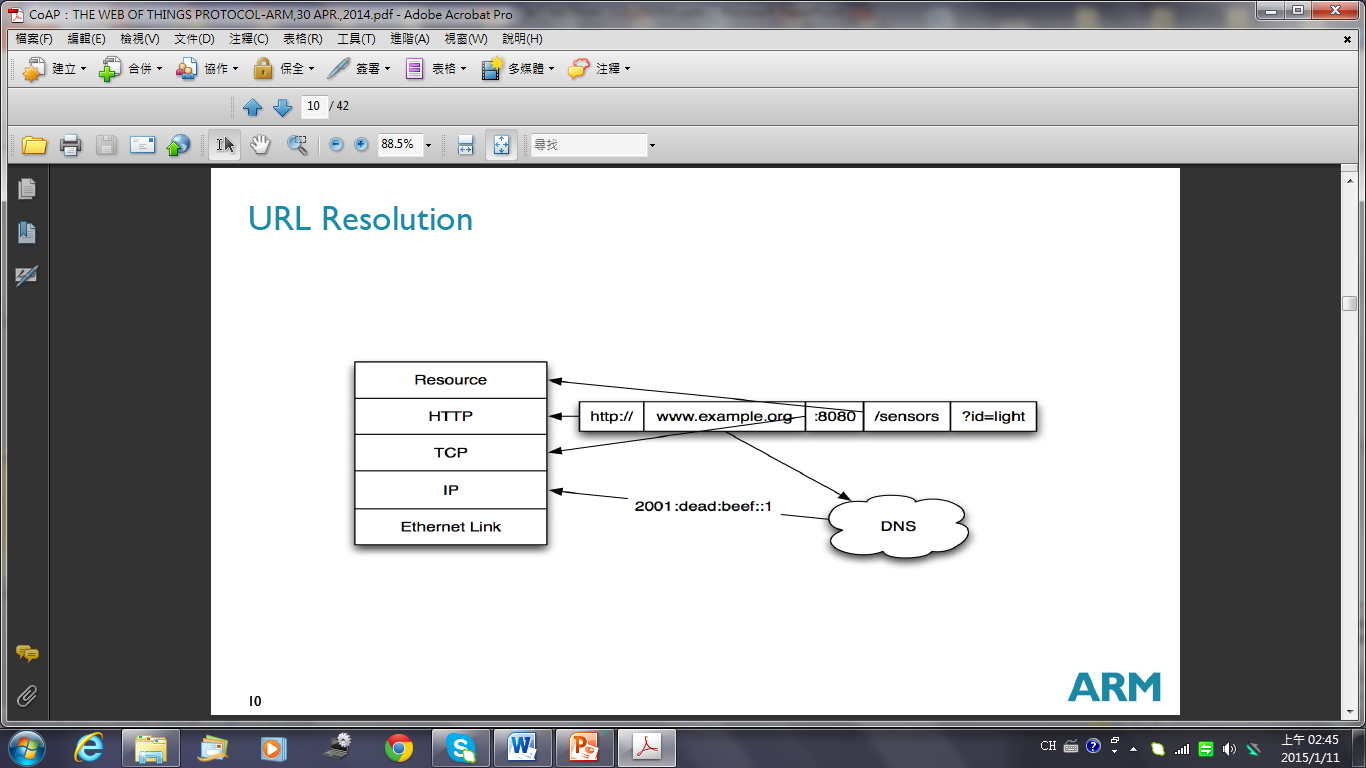 CoAP：THE WEB OF THINGS PROTOCOL-ARM,30 APR.,2014.pdf - Adobe Acrobat Pro
檔案(F) 編輯(E) 檢視(V) 文件(D) 注釋(C) 表格(R) 工具(T) 進階(A) 視窗(W) 說明(H)
建立 合併 協作 保全 簽署 表格 多媒體 注釋
10 / 42
88.5% 尋找
URL Resolution
Resource
HTTP http:// www.example.org :8080 /sensors ?id=light
TCP
IP
2001:dead:beef::1
Ethernet Link
DNS
10
ARM
CH
上午 02:45
2015/1/11